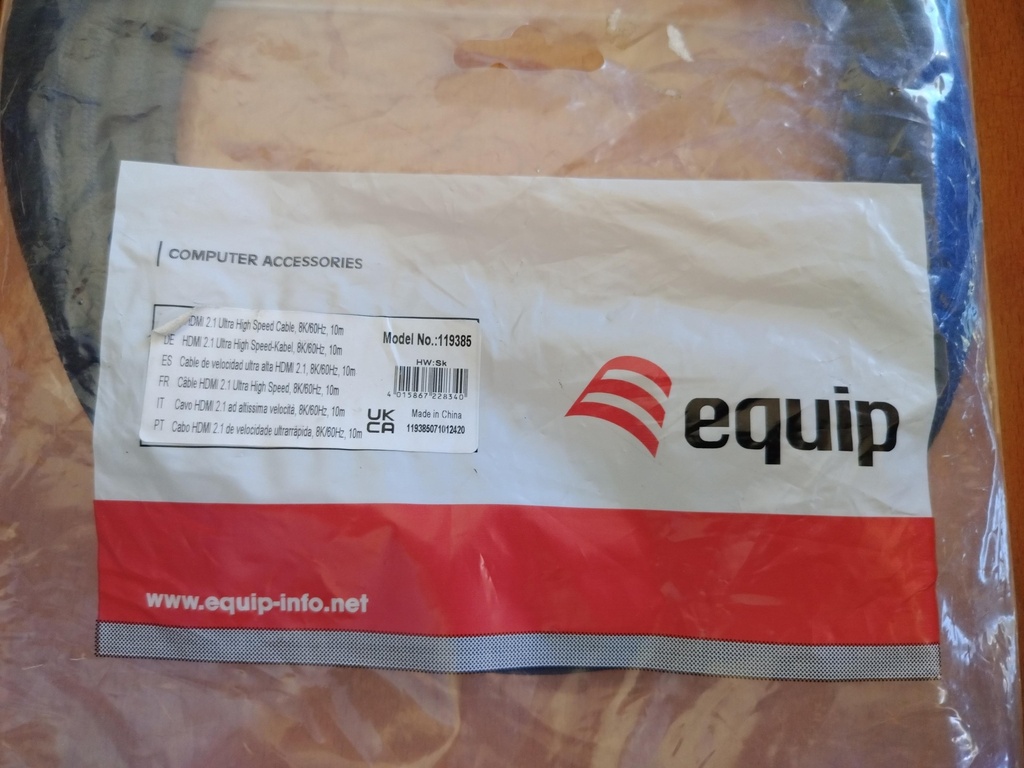 COMPUTER ACCESSORIES
HDMI 2.1 Ultra High Speed Cable, 8K/60Hz, 10m
DE HDMI 2.1 Ultra High Speed-Kabel, 8K/60Hz, 10m
ES Cable de velocidad ultra alta HDMI 2.1, 8K/60Hz, 10m
FR Câble HDMI 2.1 Ultra High Speed, 8K/60Hz, 10m
IT Cavo HDMI 2.1 ad altissima velocità, 8K/60Hz, 10m
PT Cabo HDMI 2.1 de velocidade ultrarrápida, 8K/60Hz, 10m
Model No.:119385
HW:Sk
4 015867 228340
UK
CA
Made in China
119385071012420
equip
www.equip-info.net